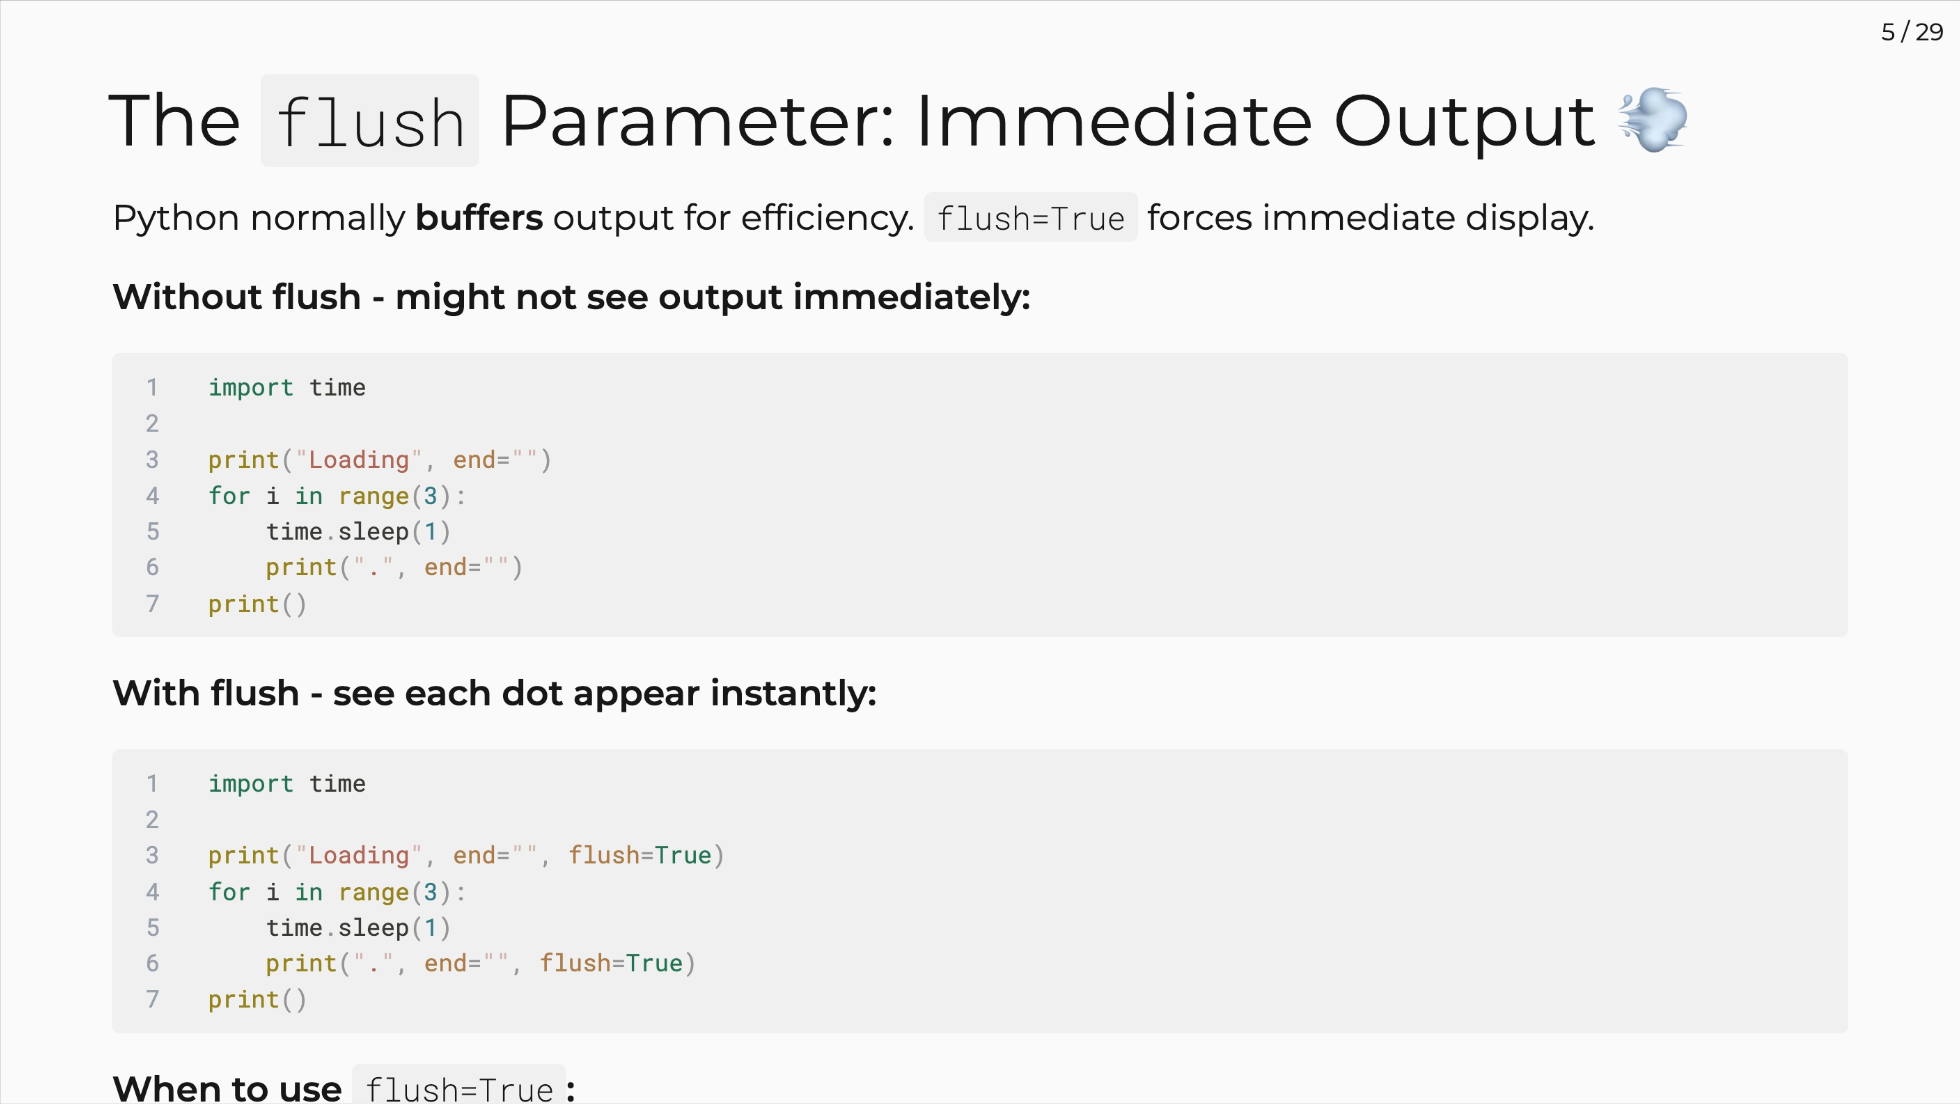 5 / 29
The flush Parameter: Immediate Output 💨
Python normally buffers output for efficiency. flush=True forces immediate display.
Without flush - might not see output immediately:
1 import time
2
3 print("Loading", end="")
4 for i in range(3):
5     time.sleep(1)
6     print(".", end="")
7 print()
With flush - see each dot appear instantly:
1 import time
2
3 print("Loading", end="", flush=True)
4 for i in range(3):
5     time.sleep(1)
6     print(".", end="", flush=True)
7 print()
When to use flush=True: